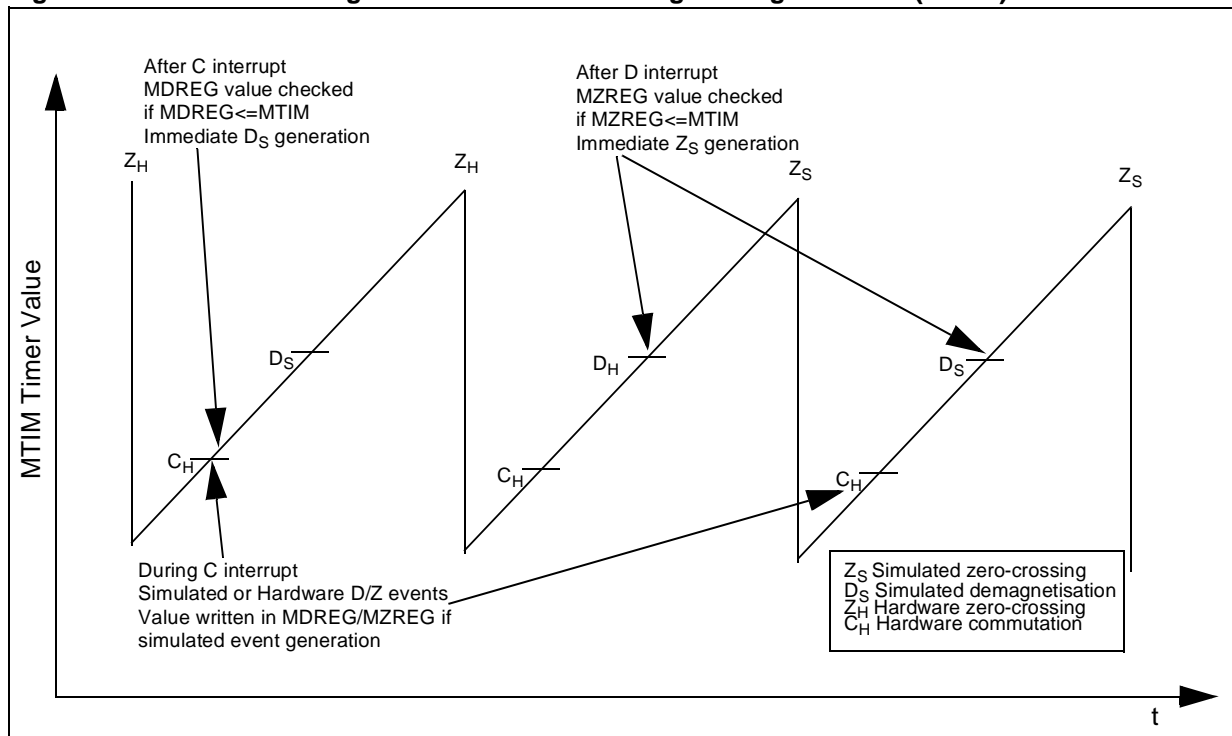 After C interrupt
MDREG value checked
if MDREG<=MTIM
Immediate DS generation
After D interrupt
MZREG value checked
if MZREG<=MTIM
Immediate ZS generation
ZH
ZH
ZS
ZS
MTIM Timer Value
DS
DH
DS
CH
CH
CH
During C interrupt
Simulated or Hardware D/Z events
Value written in MDREG/MZREG if
simulated event generation
ZS Simulated zero-crossing
DS Simulated demagnetisation
ZH Hardware zero-crossing
CH Hardware commutation
t